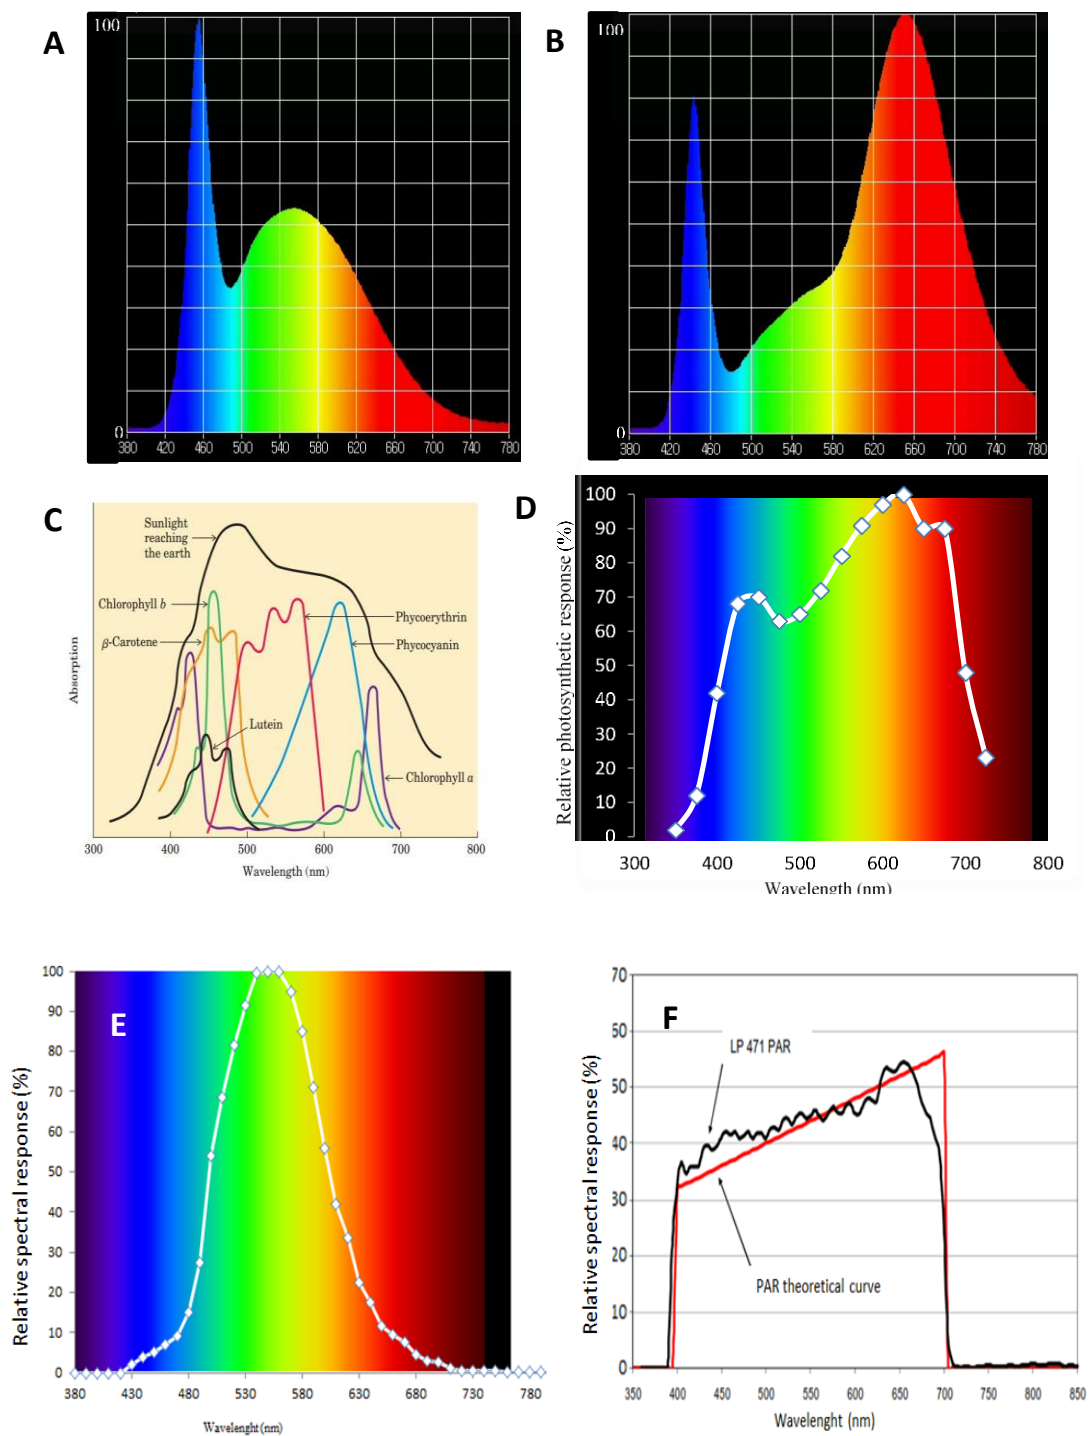 A
100
0
380 420 460 500 540 580 620 660 700 740 780
B
100
0
380 420 460 500 540 580 620 660 700 740 780
C
Sunlight
reaching
the earth
Chlorophyll b
β-Carotene
Phycoerythrin
Phycocyanin
Lutein
Chlorophyll a
Absorption
300 400 500 600 700 800
Wavelength (nm)
D
Relative photosynthetic response (%)
100
90
80
70
60
50
40
30
20
10
0
300 400 500 600 700 800
Wavelength (nm)
E
Relative spectral response (%)
100
90
80
70
60
50
40
30
20
10
0
380 430 480 530 580 630 680 730 780
Wavelenght (nm)
F
Relative spectral response (%)
70
60
50
40
30
20
10
0
LP 471 PAR
PAR theoretical curve
350 400 450 500 550 600 650 700 750 800 850
Wavelenght (nm)